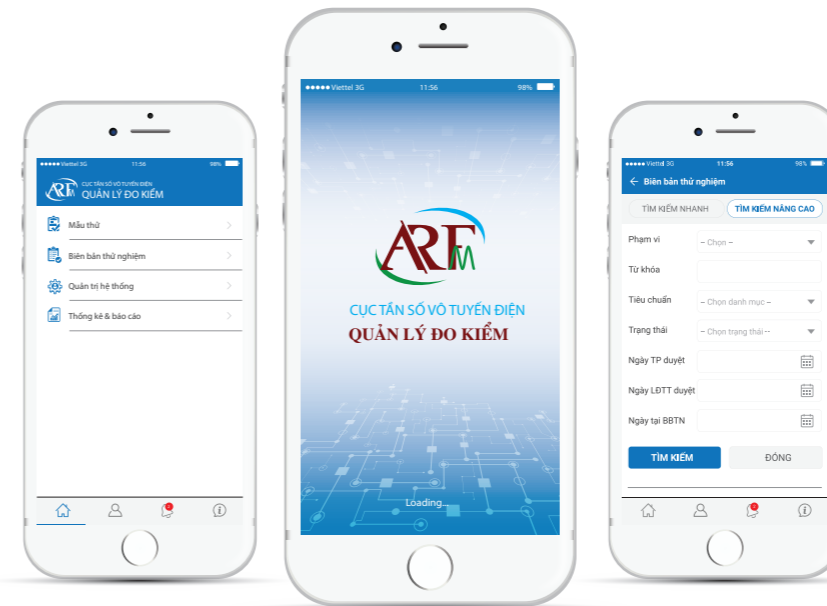 Viettel 3G 11:56 98%
ARFM
CỤC TẦN SỐ VÔ TUYẾN ĐIỆN
QUẢN LÝ ĐO KIỂM
Mẫu thử
Biên bản thử nghiệm
Quản trị hệ thống
Thống kê & báo cáo
Viettel 3G 11:56 98%
ARFM
CỤC TẦN SỐ VÔ TUYẾN ĐIỆN
QUẢN LÝ ĐO KIỂM
Loading...
Viettel 3G 11:56 98%
Biên bản thử nghiệm
TÌM KIẾM NHANH TÌM KIẾM NÂNG CAO
Phạm vi – Chọn –
Từ khóa
Tiêu chuẩn – Chọn danh mục –
Trạng thái – Chọn trạng thái --
Ngày TP duyệt
Ngày LĐTT duyệt
Ngày tại BBTN
TÌM KIẾM ĐÓNG